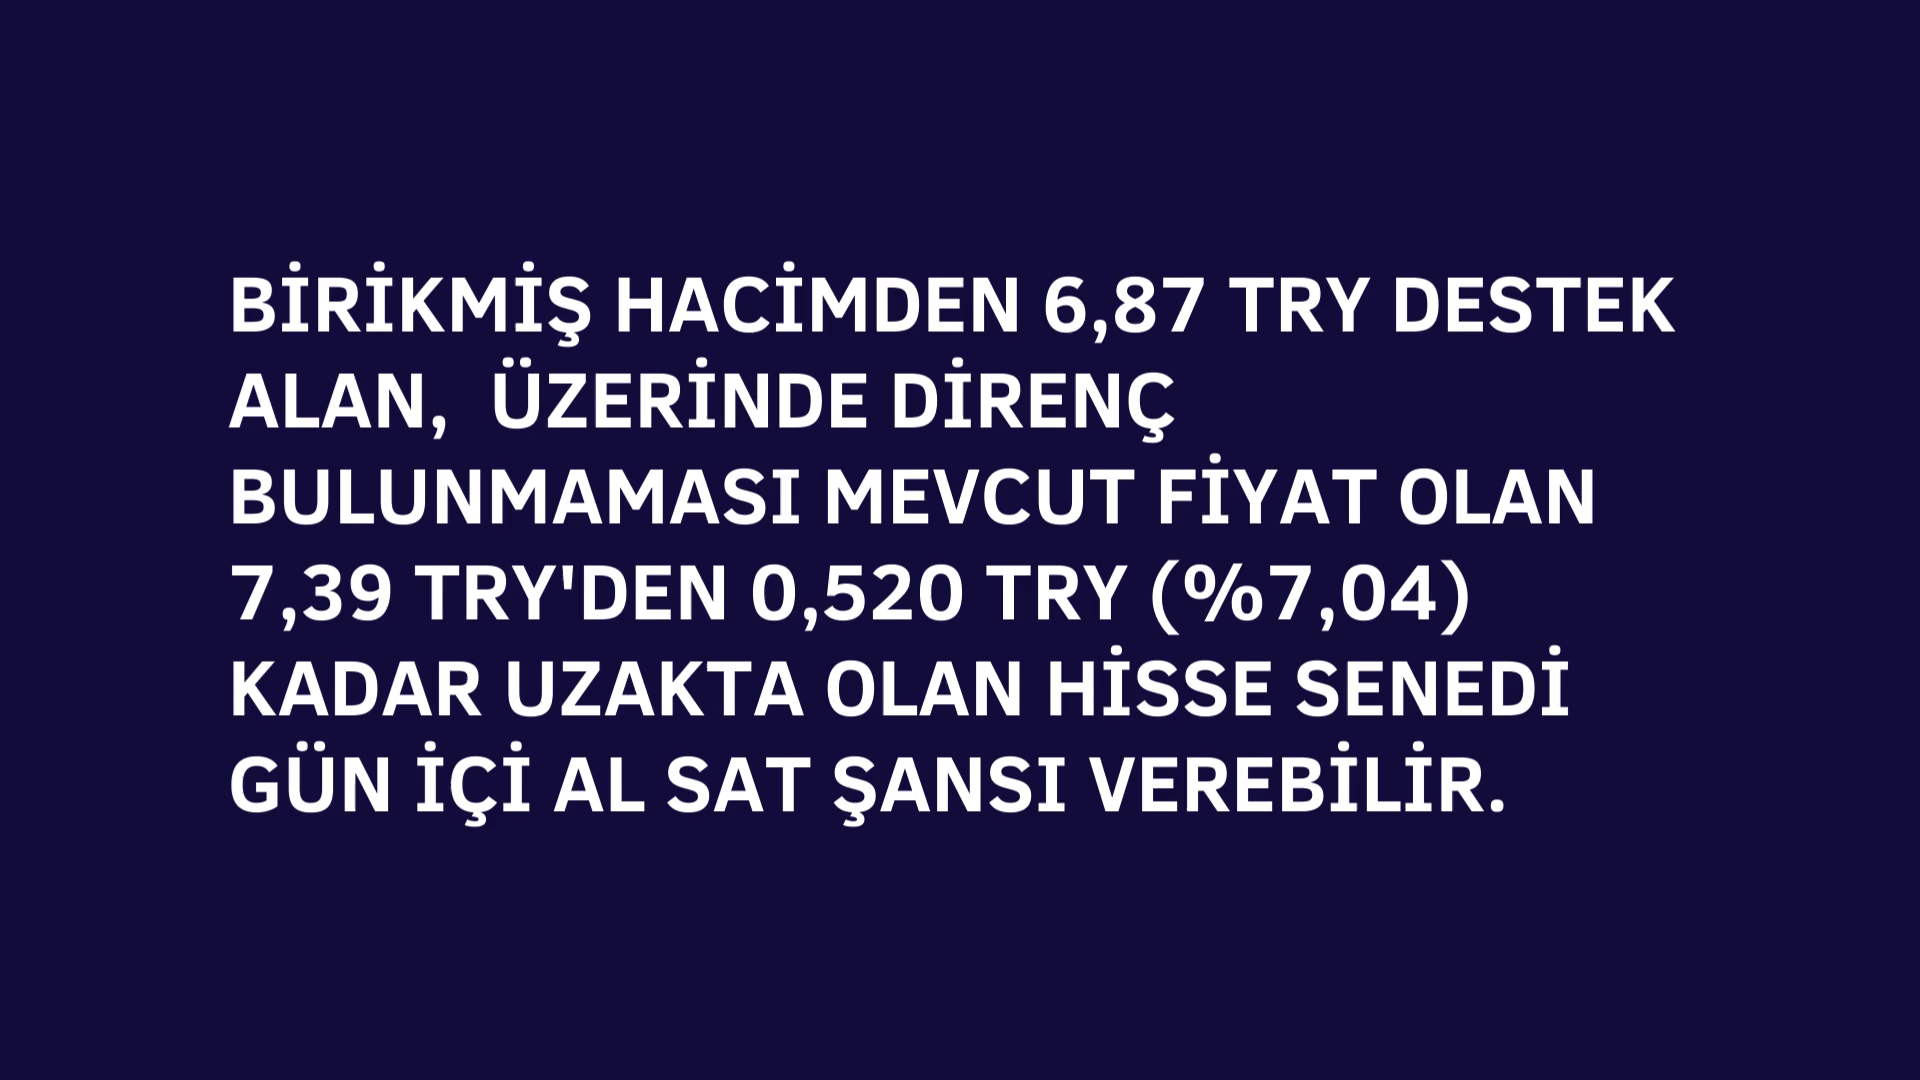 BİRİKMİŞ HACİMDEN 6,87 TRY DESTEK
ALAN,  ÜZERİNDE DİRENÇ
BULUNMAMASI MEVCUT FİYAT OLAN
7,39 TRY'DEN 0,520 TRY (%7,04)
KADAR UZAKTA OLAN HİSSE SENEDİ
GÜN İÇİ AL SAT ŞANSI VEREBİLİR.